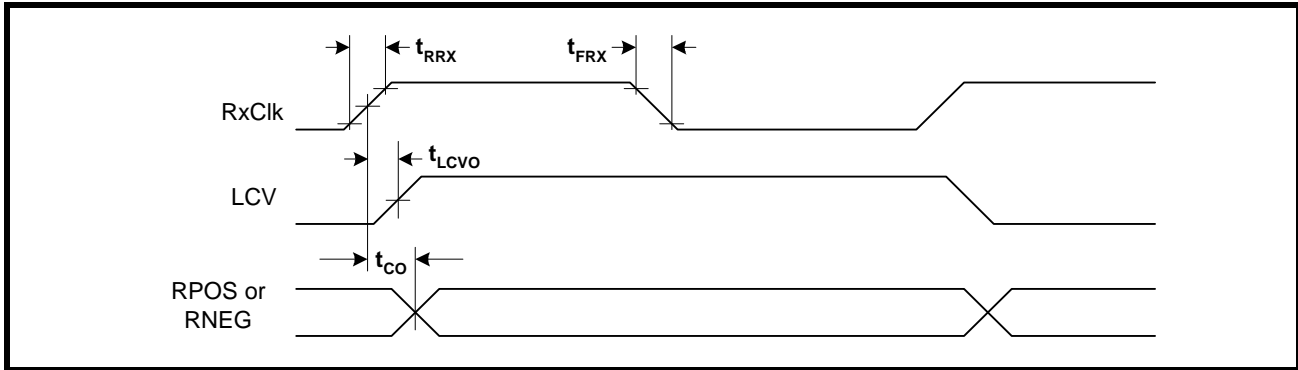 tRRX
tFRX
RxClk
tLCVO
LCV
tCO
RPOS or
RNEG